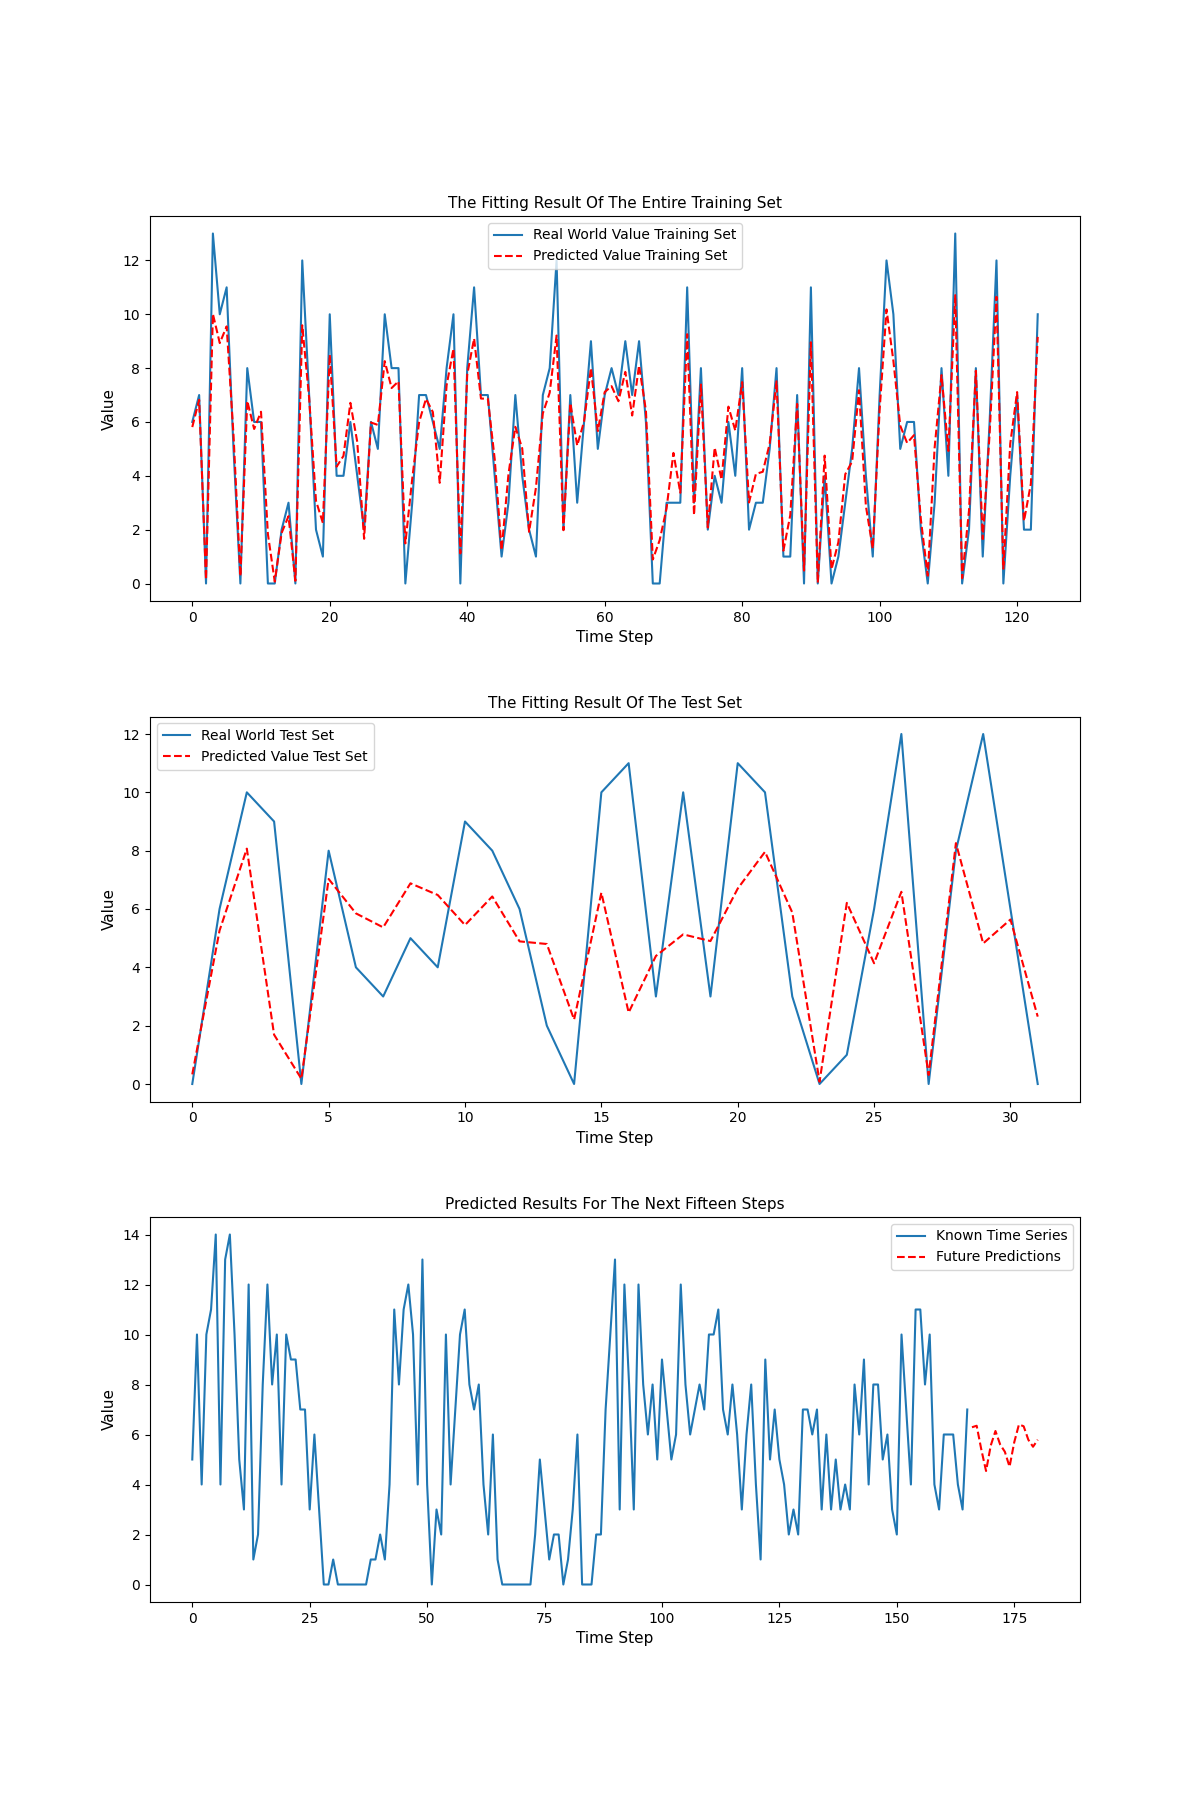 The Fitting Result Of The Entire Training Set
Real World Value Training Set
Predicted Value Training Set
Value
12
10
8
6
4
2
0
0 20 40 60 80 100 120
Time Step
The Fitting Result Of The Test Set
Real World Test Set
Predicted Value Test Set
Value
12
10
8
6
4
2
0
0 5 10 15 20 25 30
Time Step
Predicted Results For The Next Fifteen Steps
Known Time Series
Future Predictions
Value
14
12
10
8
6
4
2
0
0 25 50 75 100 125 150 175
Time Step